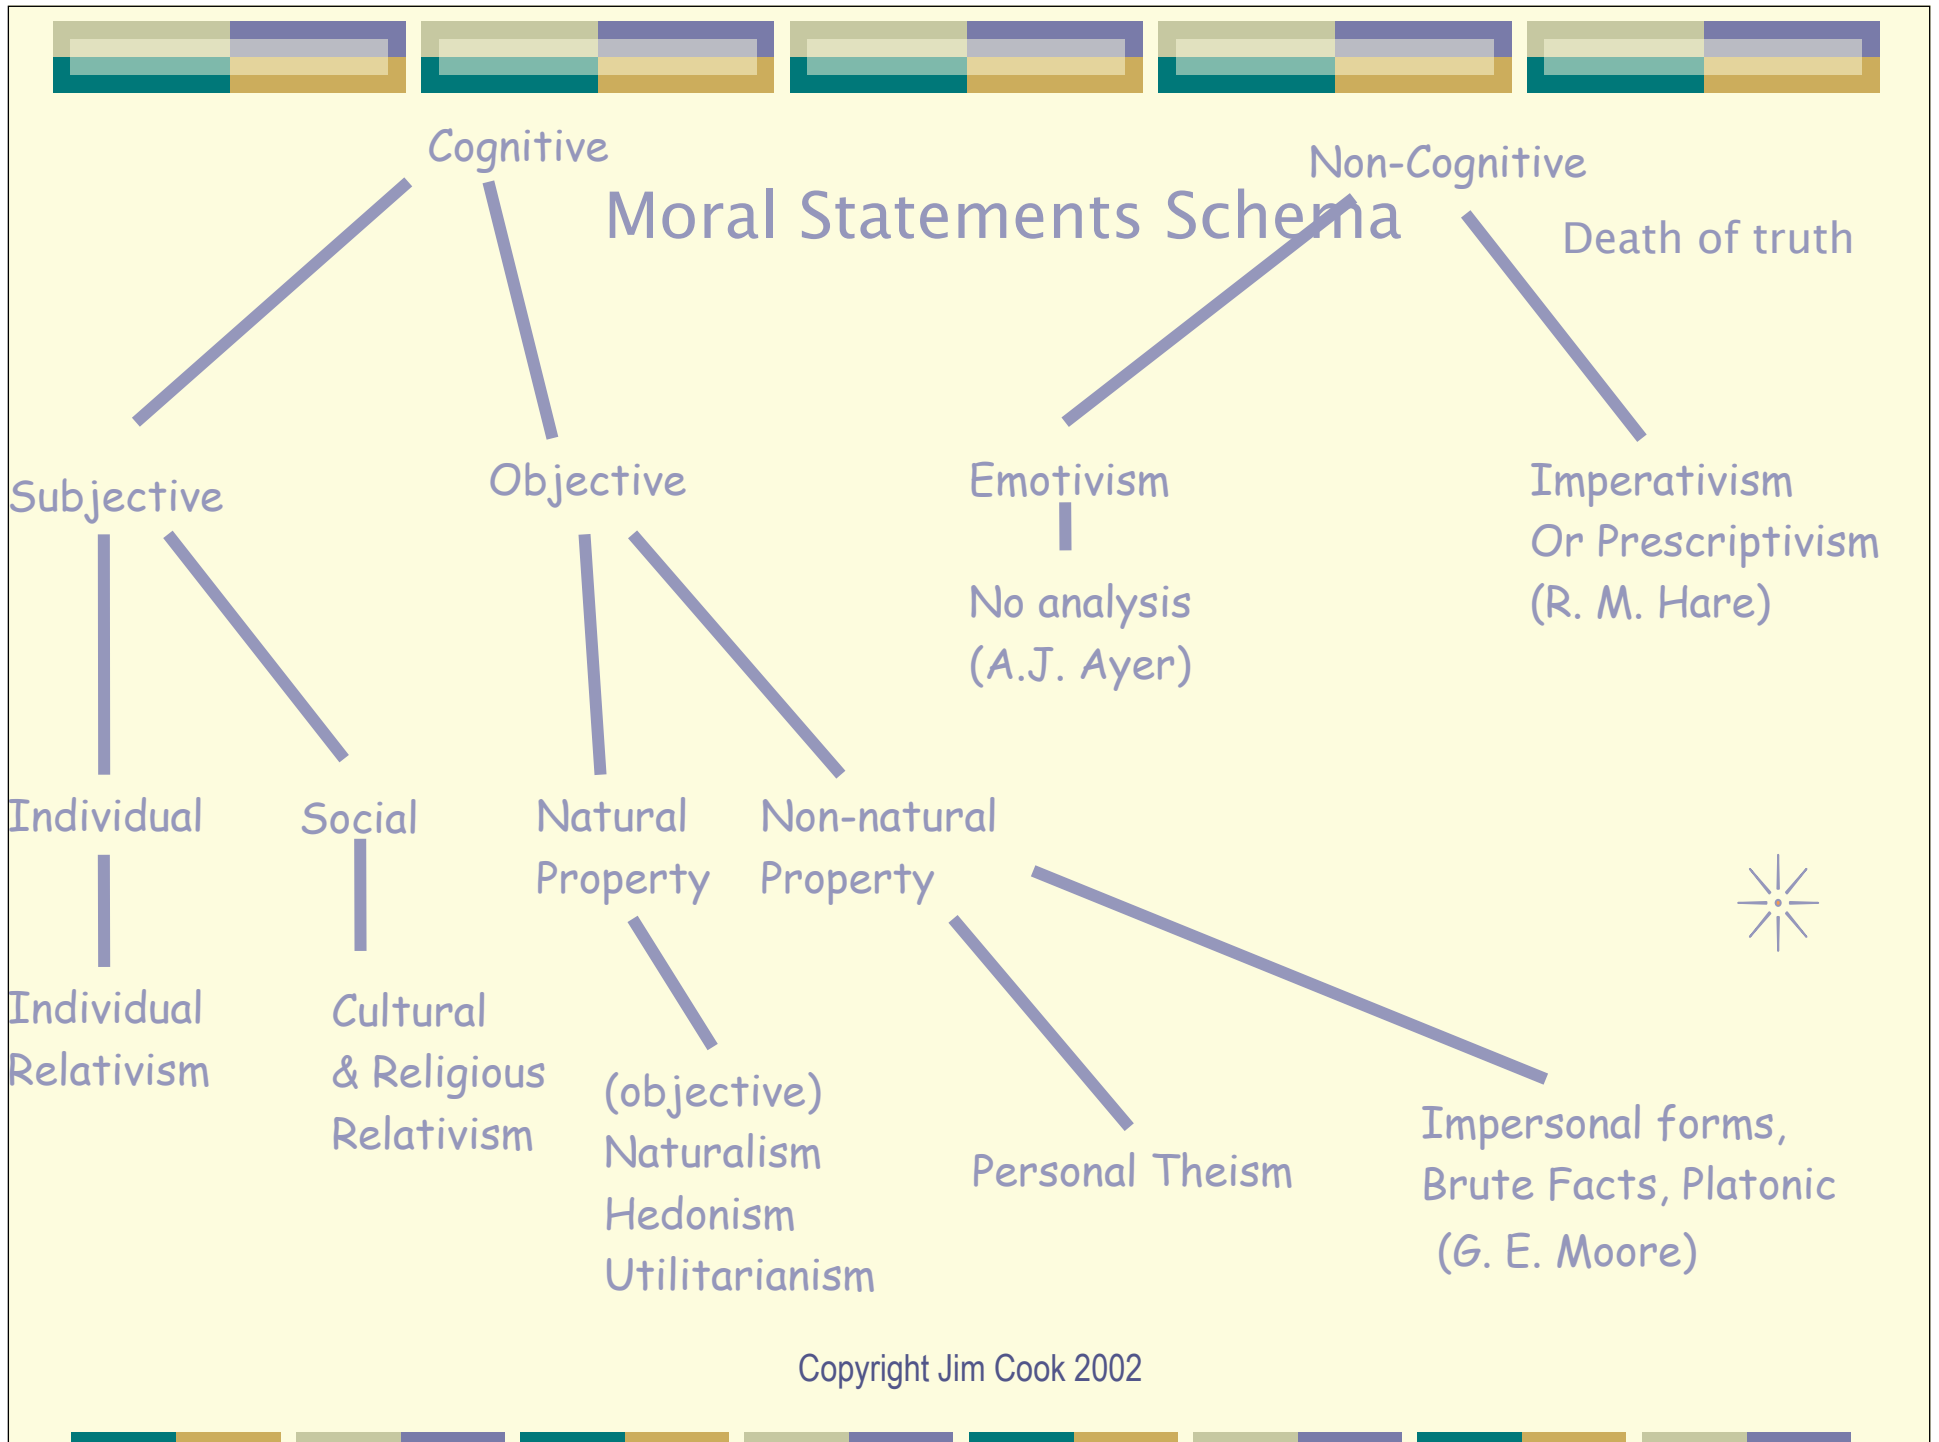 Cognitive
Non-Cognitive
Moral Statements Schema
Death of truth
Subjective
Objective
Emotivism
No analysis
(A.J. Ayer)
Imperativism
Or Prescriptivism
(R. M. Hare)
Individual
Social
Natural
Property
Non-natural
Property
Individual
Relativism
Cultural
& Religious
Relativism
(objective)
Naturalism
Hedonism
Utilitarianism
Personal Theism
Impersonal forms,
Brute Facts, Platonic
(G. E. Moore)
Copyright Jim Cook 2002